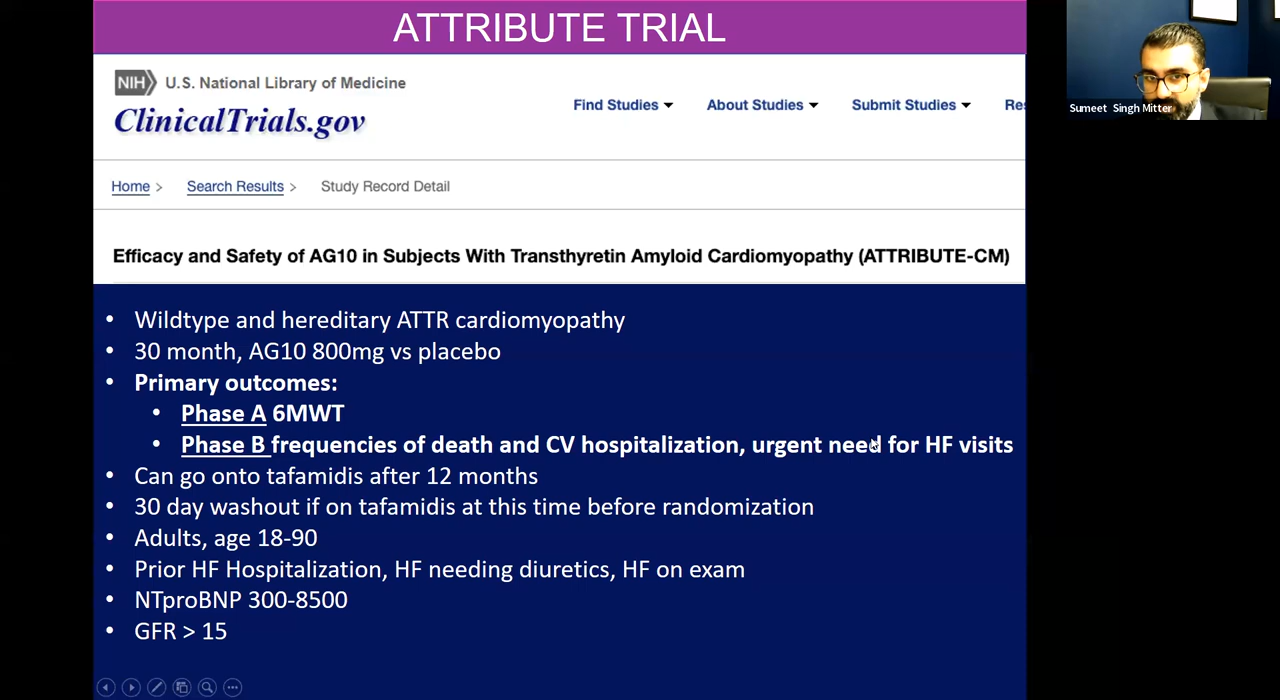 ATTRIBUTE TRIAL
NIH U.S. National Library of Medicine
ClinicalTrials.gov
Find Studies About Studies Submit Studies Res
Home > Search Results > Study Record Detail
Efficacy and Safety of AG10 in Subjects With Transthyretin Amyloid Cardiomyopathy (ATTRIBUTE-CM)
• Wildtype and hereditary ATTR cardiomyopathy
• 30 month, AG10 800mg vs placebo
• Primary outcomes:
• Phase A 6MWT
• Phase B frequencies of death and CV hospitalization, urgent need for HF visits
• Can go onto tafamidis after 12 months
• 30 day washout if on tafamidis at this time before randomization
• Adults, age 18-90
• Prior HF Hospitalization, HF needing diuretics, HF on exam
• NTproBNP 300-8500
• GFR > 15
Sumeet Singh Mitter